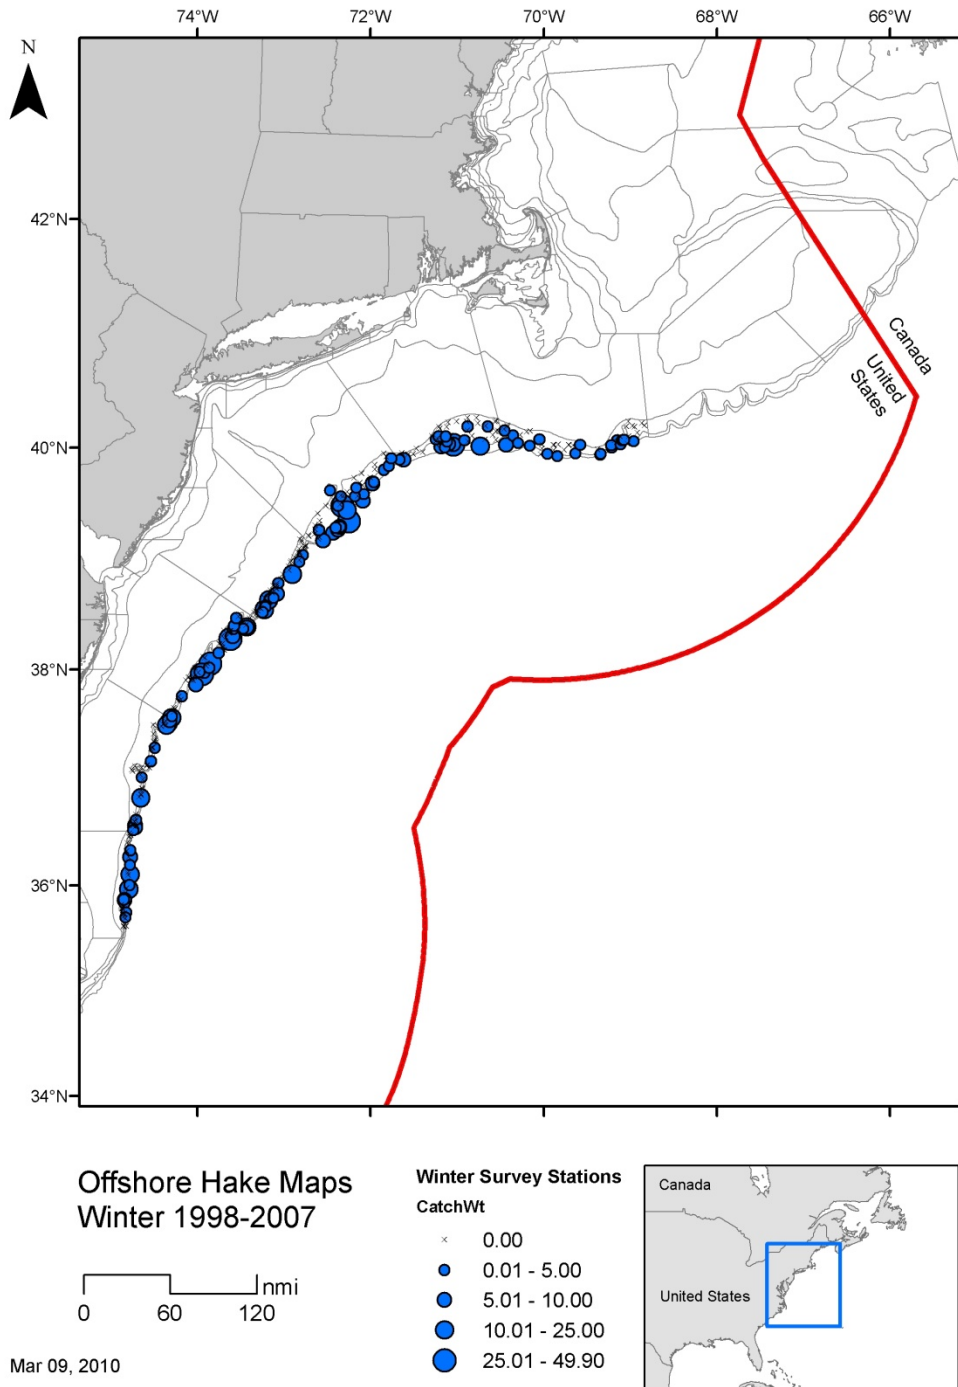 74°W 72°W 70°W 68°W 66°W
N
42°N
40°N
38°N
36°N
34°N
Canada
United
States
Offshore Hake Maps
Winter 1998-2007
nmi
0 60 120
Mar 09, 2010
Winter Survey Stations
CatchWt
0.00
0.01 - 5.00
5.01 - 10.00
10.01 - 25.00
25.01 - 49.90
Canada
United States